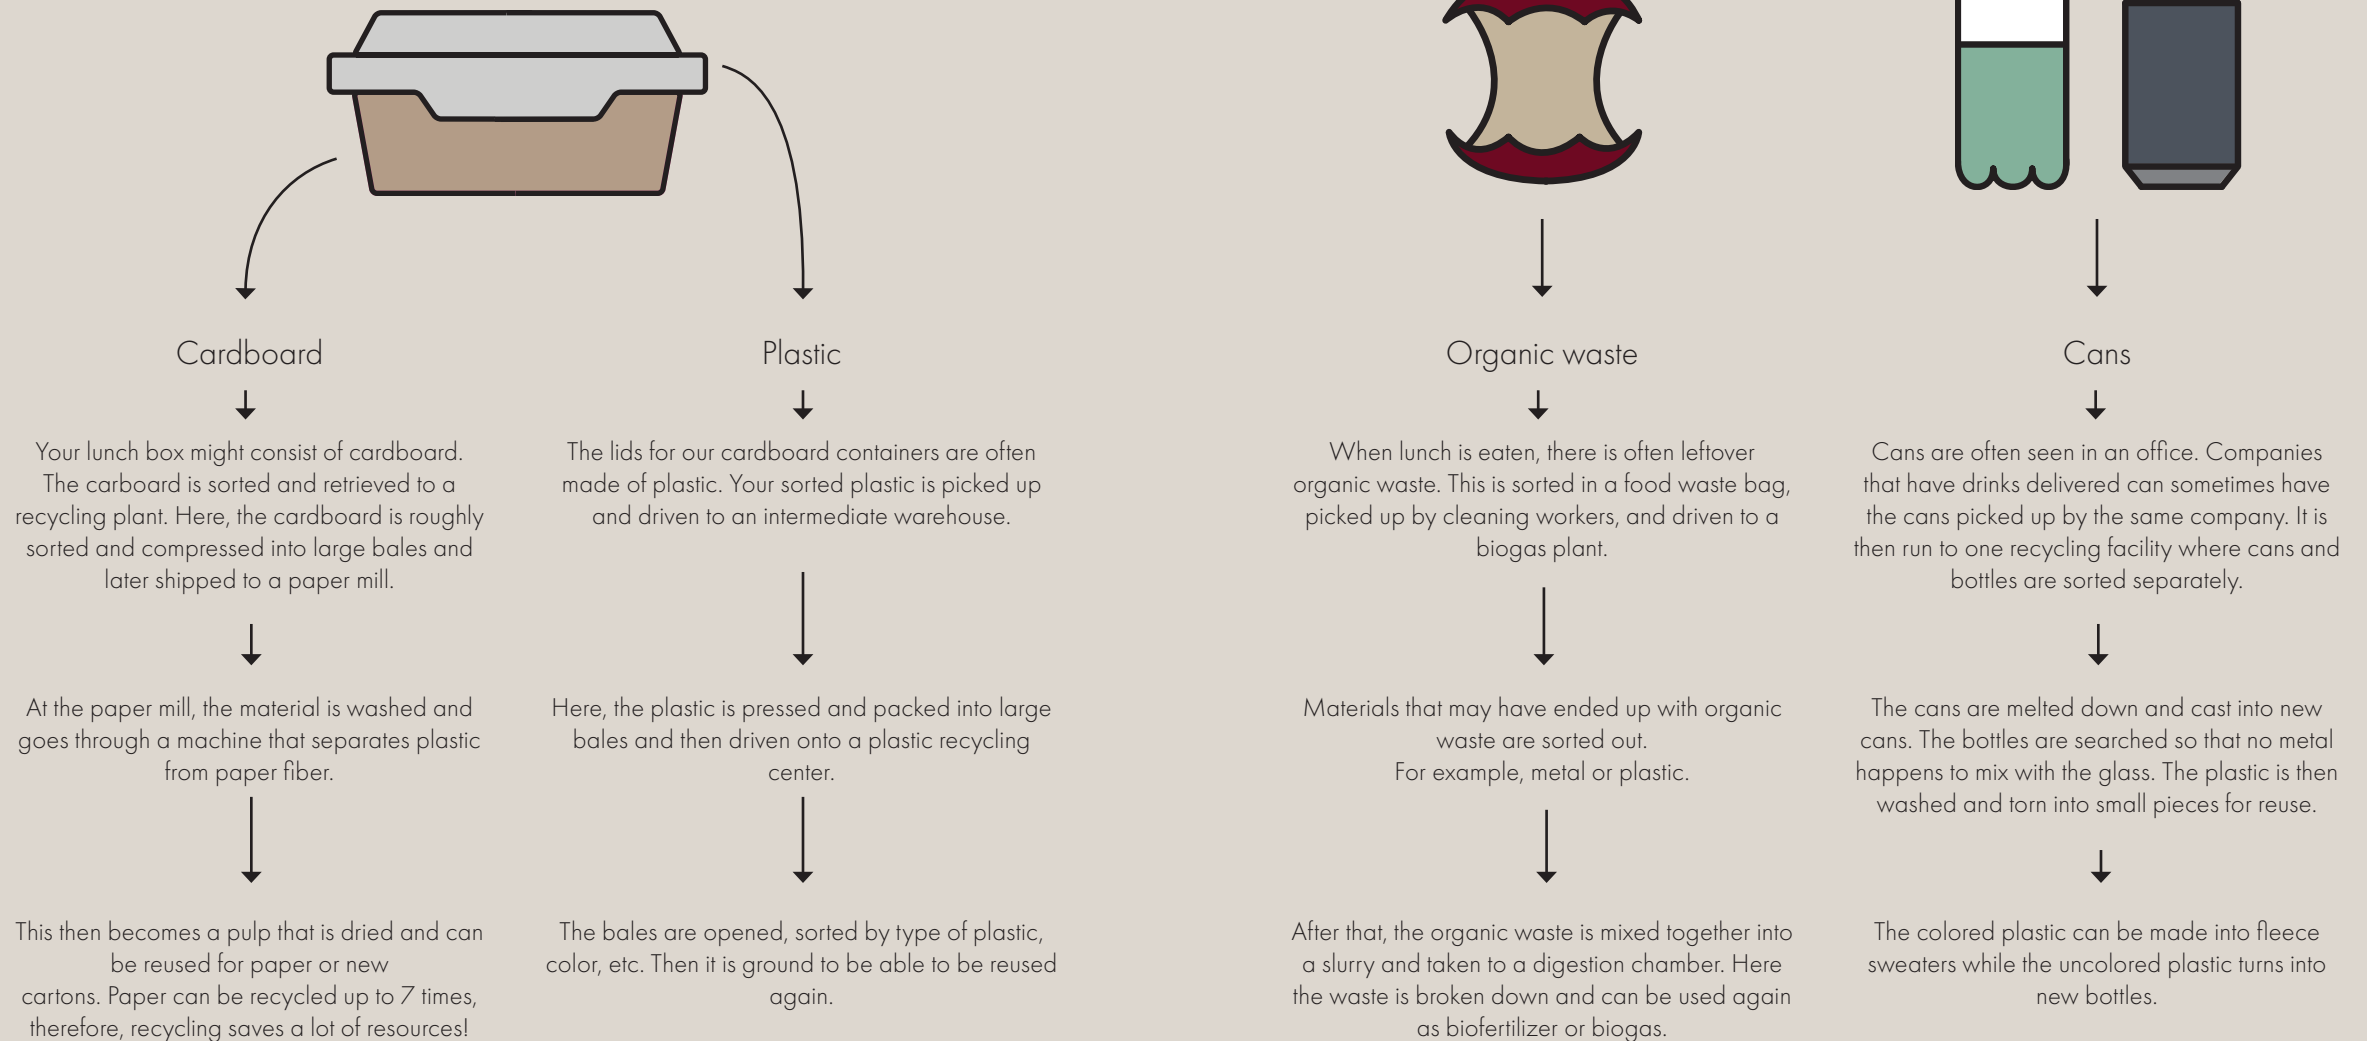 Cardboard
Your lunch box might consist of cardboard.
The carboard is sorted and retrieved to a
recycling plant. Here, the cardboard is roughly
sorted and compressed into large bales and
later shipped to a paper mill.
At the paper mill, the material is washed and
goes through a machine that separates plastic
from paper fiber.
This then becomes a pulp that is dried and can
be reused for paper or new
cartons. Paper can be recycled up to 7 times,
therefore, recycling saves a lot of resources!
Plastic
The lids for our cardboard containers are often
made of plastic. Your sorted plastic is picked up
and driven to an intermediate warehouse.
Here, the plastic is pressed and packed into large
bales and then driven onto a plastic recycling
center.
The bales are opened, sorted by type of plastic,
color, etc. Then it is ground to be able to be reused
again.
Organic waste
When lunch is eaten, there is often leftover
organic waste. This is sorted in a food waste bag,
picked up by cleaning workers, and driven to a
biogas plant.
Materials that may have ended up with organic
waste are sorted out.
For example, metal or plastic.
After that, the organic waste is mixed together into
a slurry and taken to a digestion chamber. Here
the waste is broken down and can be used again
as biofertilizer or biogas.
Cans
Cans are often seen in an office. Companies
that have drinks delivered can sometimes have
the cans picked up by the same company. It is
then run to one recycling facility where cans and
bottles are sorted separately.
The cans are melted down and cast into new
cans. The bottles are searched so that no metal
happens to mix with the glass. The plastic is then
washed and torn into small pieces for reuse.
The colored plastic can be made into fleece
sweaters while the uncolored plastic turns into
new bottles.